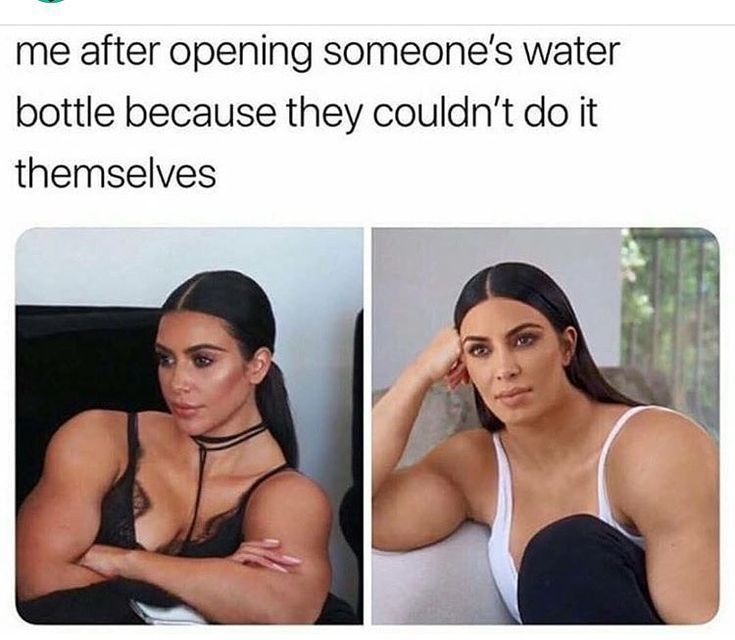 me after opening someone's water
bottle because they couldn't do it
themselves